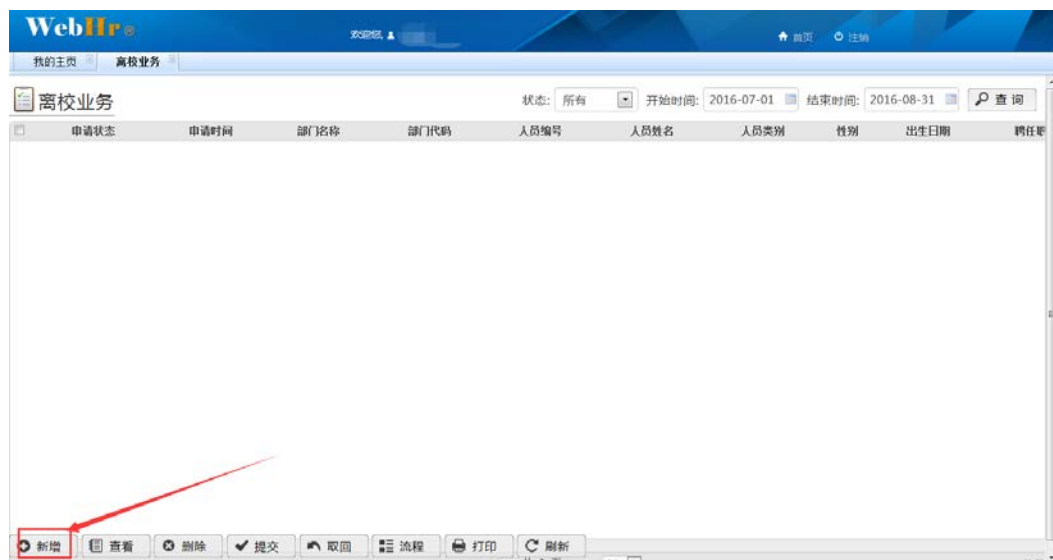 WebHr®
欢迎您,
首页 注销
我的主页 离校业务
离校业务 状态: 所有 开始时间: 2016-07-01 结束时间: 2016-08-31 查询
申请状态 申请时间 部门名称 部门代码 人员编号 人员姓名 人员类别 性别 出生日期 聘任
新增 查看 删除 提交 取回 流程 打印 刷新